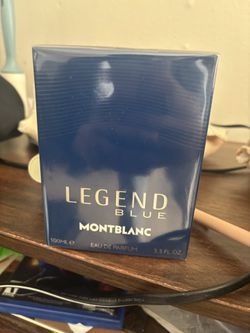 LEGEND
BLUE
MONTBLANC
100ML ℮ EAU DE PARFUM 3.3 FL.OZ